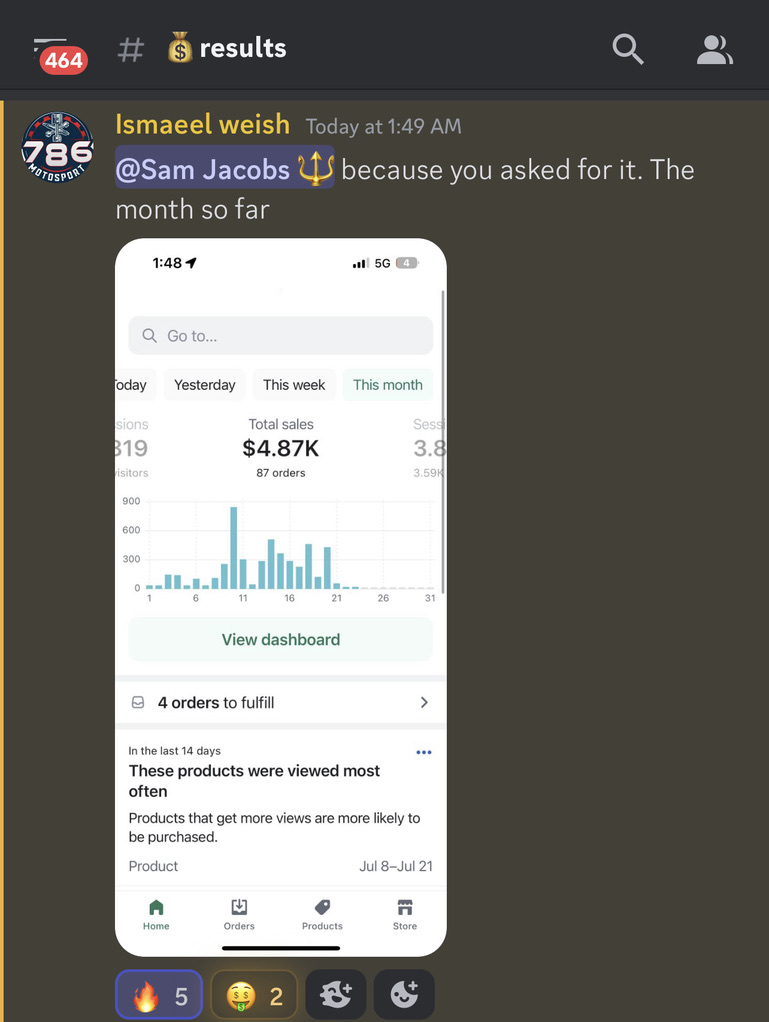 464
# 💰 results
786
MOTOSPORT
Ismaeel weish Today at 1:49 AM
@Sam Jacobs 🔱 because you asked for it. The
month so far
1:48 5G 4
Go to...
Today Yesterday This week This month
sions Total sales Sessi
319 $4.87K 3.8
visitors 87 orders 3.59K
900
600
300
0
1 6 11 16 21 26 31
View dashboard
4 orders to fulfill
In the last 14 days
These products were viewed most
often
Products that get more views are more likely to
be purchased.
Product Jul 8–Jul 21
Home Orders Products Store
🔥 5 🤑 2